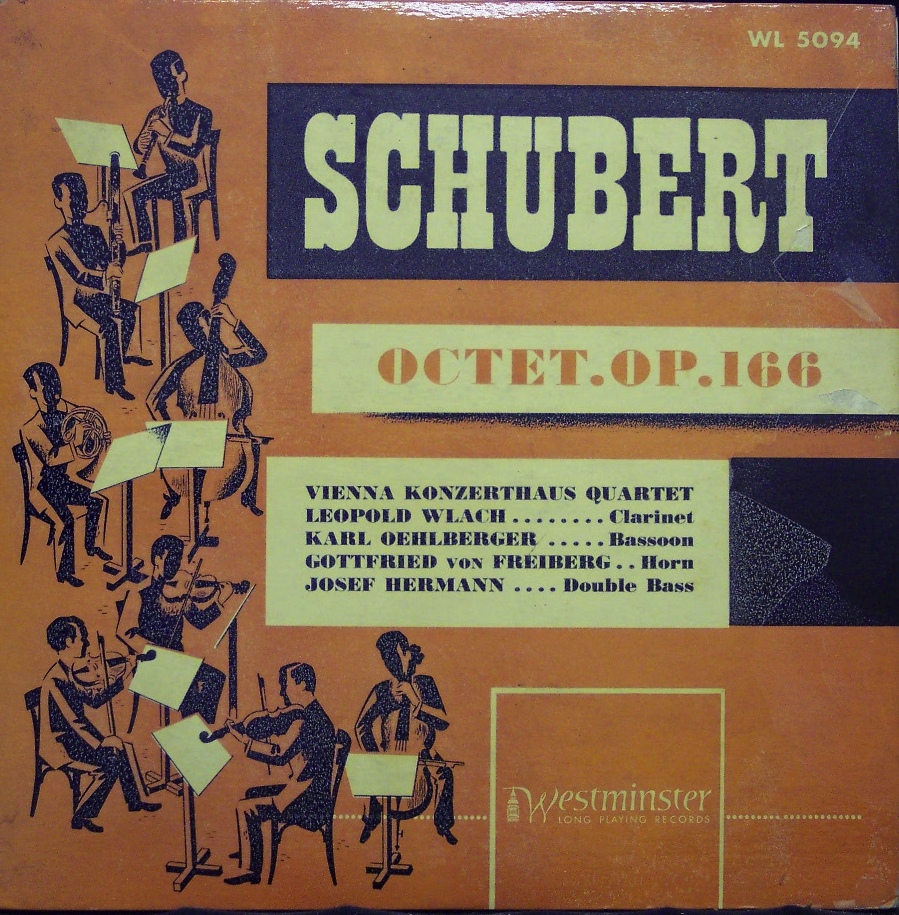 WL 5094
SCHUBERT
OCTET.OP.166
VIENNA KONZERTHAUS QUARTET
LEOPOLD WLACH ........ Clarinet
KARL OEHLBERGER ..... Bassoon
GOTTFRIED von FREIBERG .. Horn
JOSEF HERMANN .... Double Bass
Westminster
LONG PLAYING RECORDS